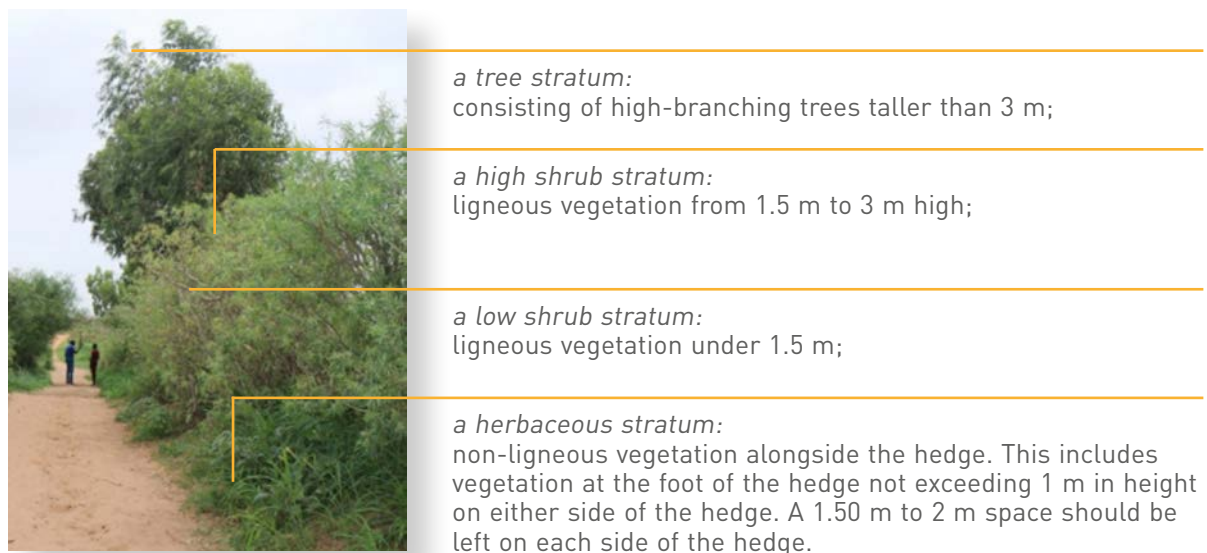 a tree stratum:
consisting of high-branching trees taller than 3 m;
a high shrub stratum:
ligneous vegetation from 1.5 m to 3 m high;
a low shrub stratum:
ligneous vegetation under 1.5 m;
a herbaceous stratum:
non-ligneous vegetation alongside the hedge. This includes
vegetation at the foot of the hedge not exceeding 1 m in height
on either side of the hedge. A 1.50 m to 2 m space should be
left on each side of the hedge.